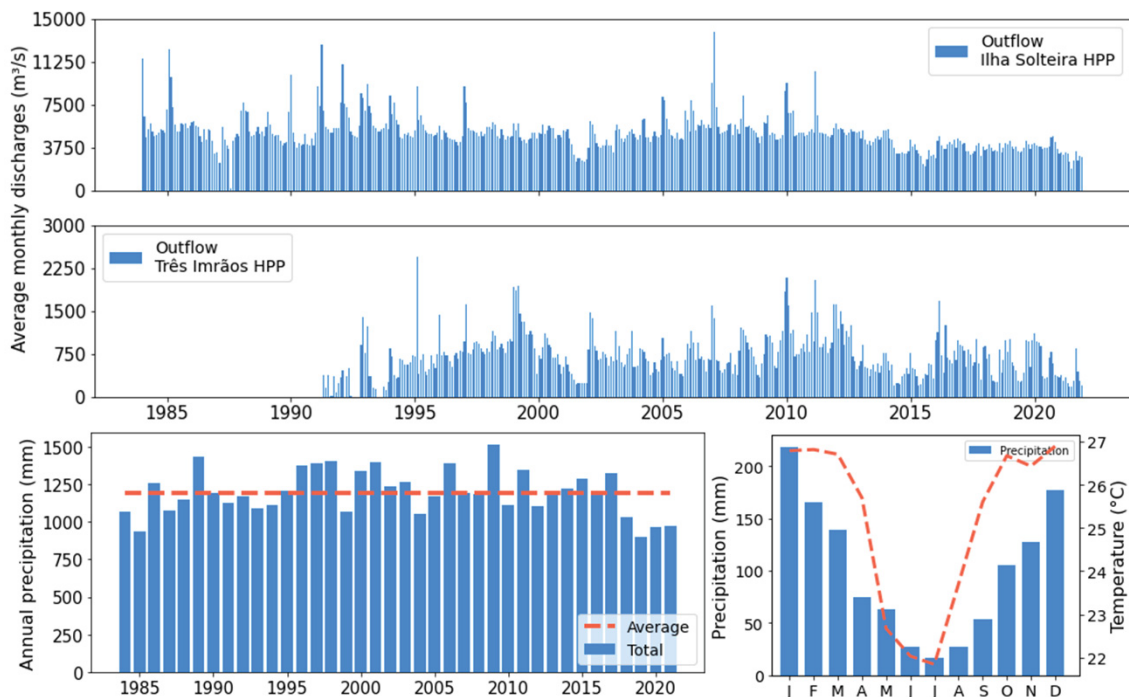 Average monthly discharges (m³/s)
15000
11250
7500
3750
0
Outflow
Ilha Solteira HPP
3000
2250
1500
750
0
Outflow
Três Imrãos HPP
1985 1990 1995 2000 2005 2010 2015 2020
Annual precipitation (mm)
1500
1250
1000
750
500
250
0
Average
Total
1985 1990 1995 2000 2005 2010 2015 2020
Precipitation (mm)
200
150
100
50
0
Precipitation
27
26
25
24
23
22
Temperature (°C)
J F M A M J J A S O N D